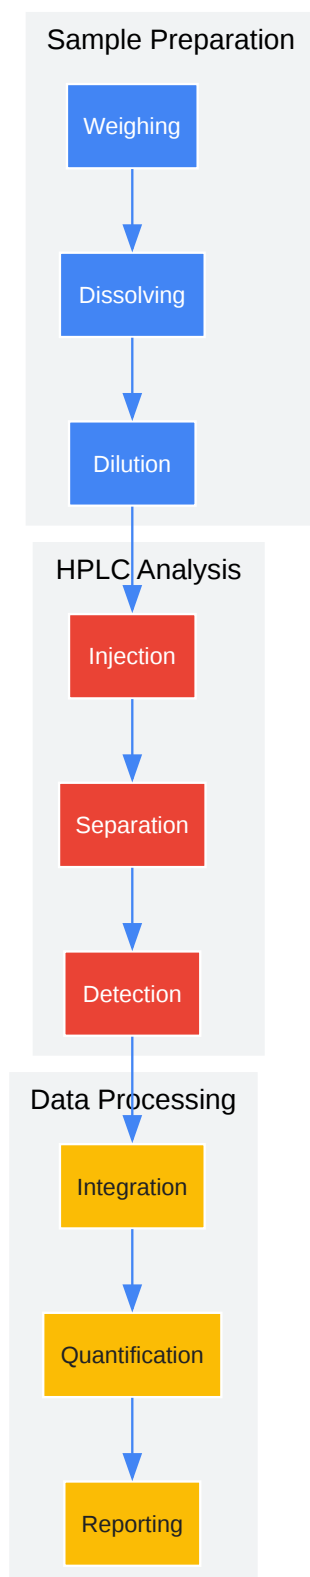 Sample Preparation
Weighing
Dissolving
Dilution
HPLC Analysis
Injection
Separation
Detection
Data Processing
Integration
Quantification
Reporting